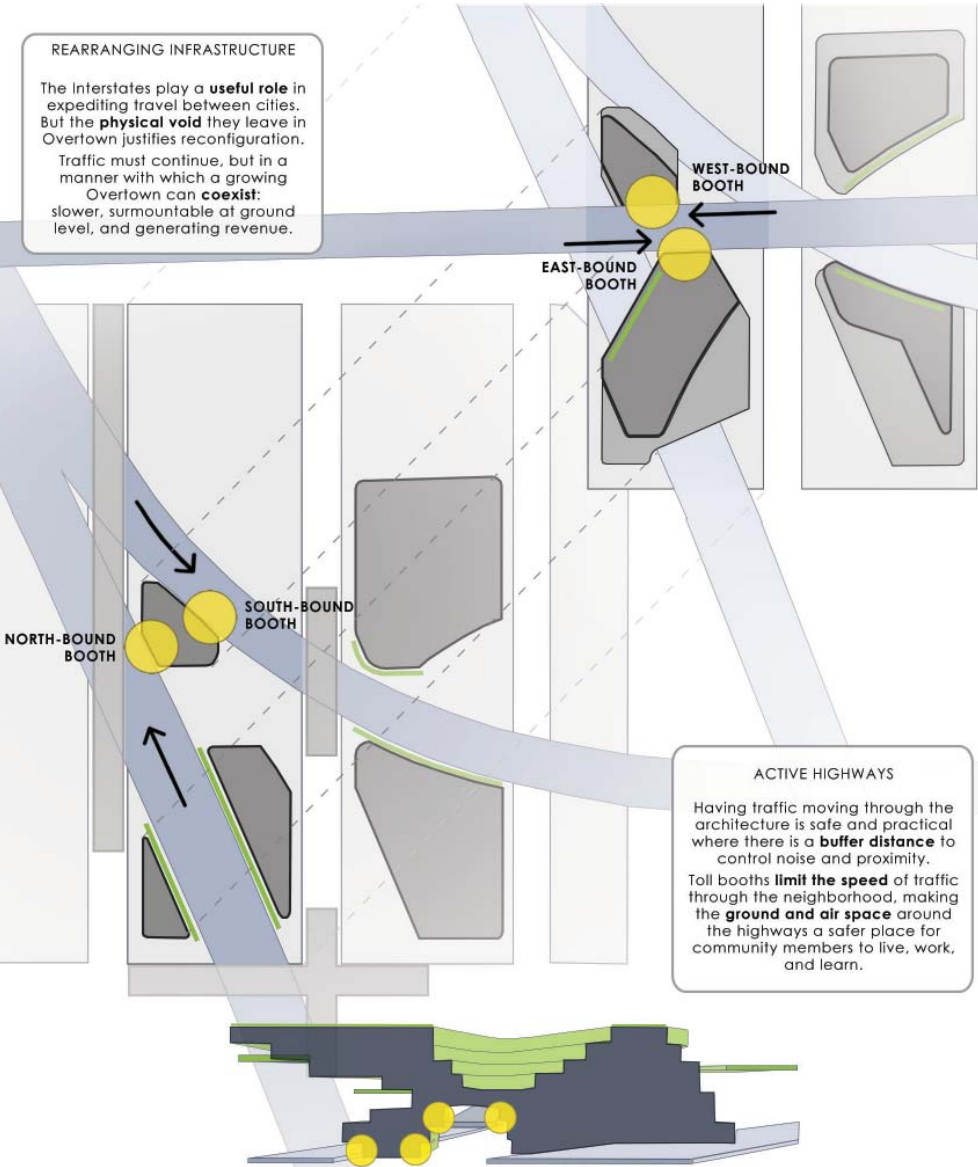 REARRANGING INFRASTRUCTURE
The Interstates play a useful role in
expediting travel between cities.
But the physical void they leave in
Overtown justifies reconfiguration.
Traffic must continue, but in a
manner with which a growing
Overtown can coexist:
slower, surmountable at ground
level, and generating revenue.
WEST-BOUND
BOOTH
EAST-BOUND
BOOTH
SOUTH-BOUND
BOOTH
NORTH-BOUND
BOOTH
ACTIVE HIGHWAYS
Having traffic moving through the
architecture is safe and practical
where there is a buffer distance to
control noise and proximity.
Toll booths limit the speed of traffic
through the neighborhood, making
the ground and air space around
the highways a safer place for
community members to live, work,
and learn.